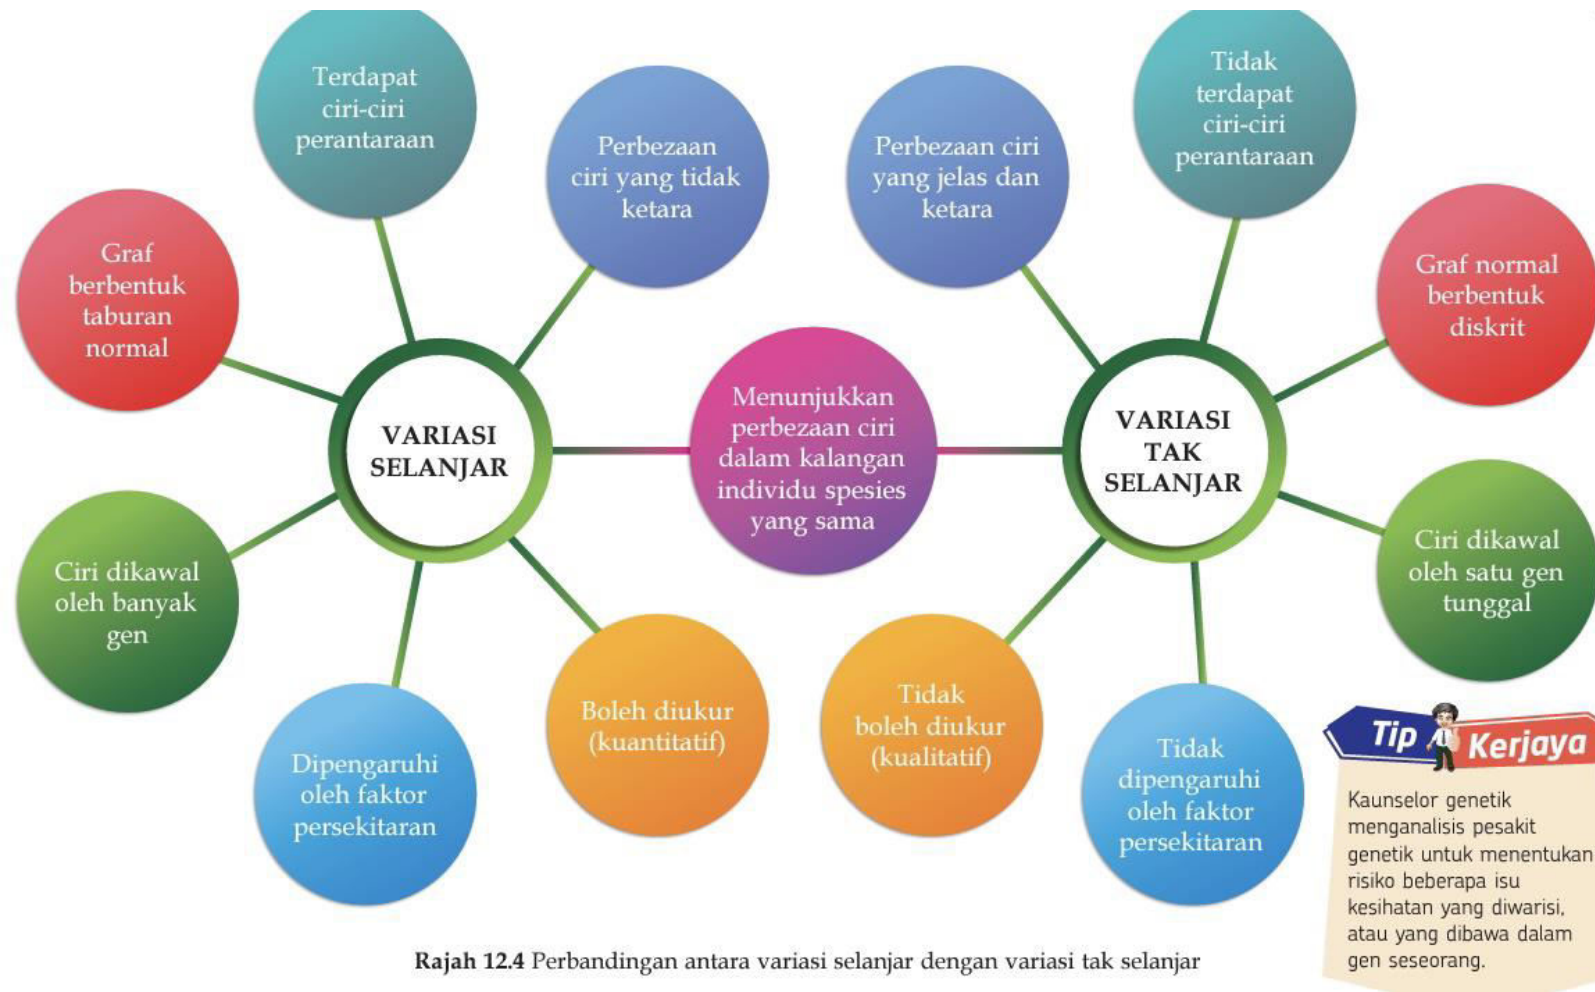 Terdapat
ciri-ciri
perantaraan
Perbezaan
ciri yang tidak
ketara
Graf
berbentuk
taburan
normal
VARIASI
SELANJAR
Ciri dikawal
oleh banyak
gen
Dipengaruhi
oleh faktor
persekitaran
Boleh diukur
(kuantitatif)
Menunjukkan
perbezaan ciri
dalam kalangan
individu spesies
yang sama
Perbezaan ciri
yang jelas dan
ketara
Tidak
terdapat
ciri-ciri
perantaraan
Graf normal
berbentuk
diskrit
VARIASI
TAK
SELANJAR
Ciri dikawal
oleh satu gen
tunggal
Tidak
boleh diukur
(kualitatif)
Tidak
dipengaruhi
oleh faktor
persekitaran
Tip Kerjaya
Kaunselor genetik
menganalisis pesakit
genetik untuk menentukan
risiko beberapa isu
kesihatan yang diwarisi,
atau yang dibawa dalam
gen seseorang.
Rajah 12.4 Perbandingan antara variasi selanjar dengan variasi tak selanjar